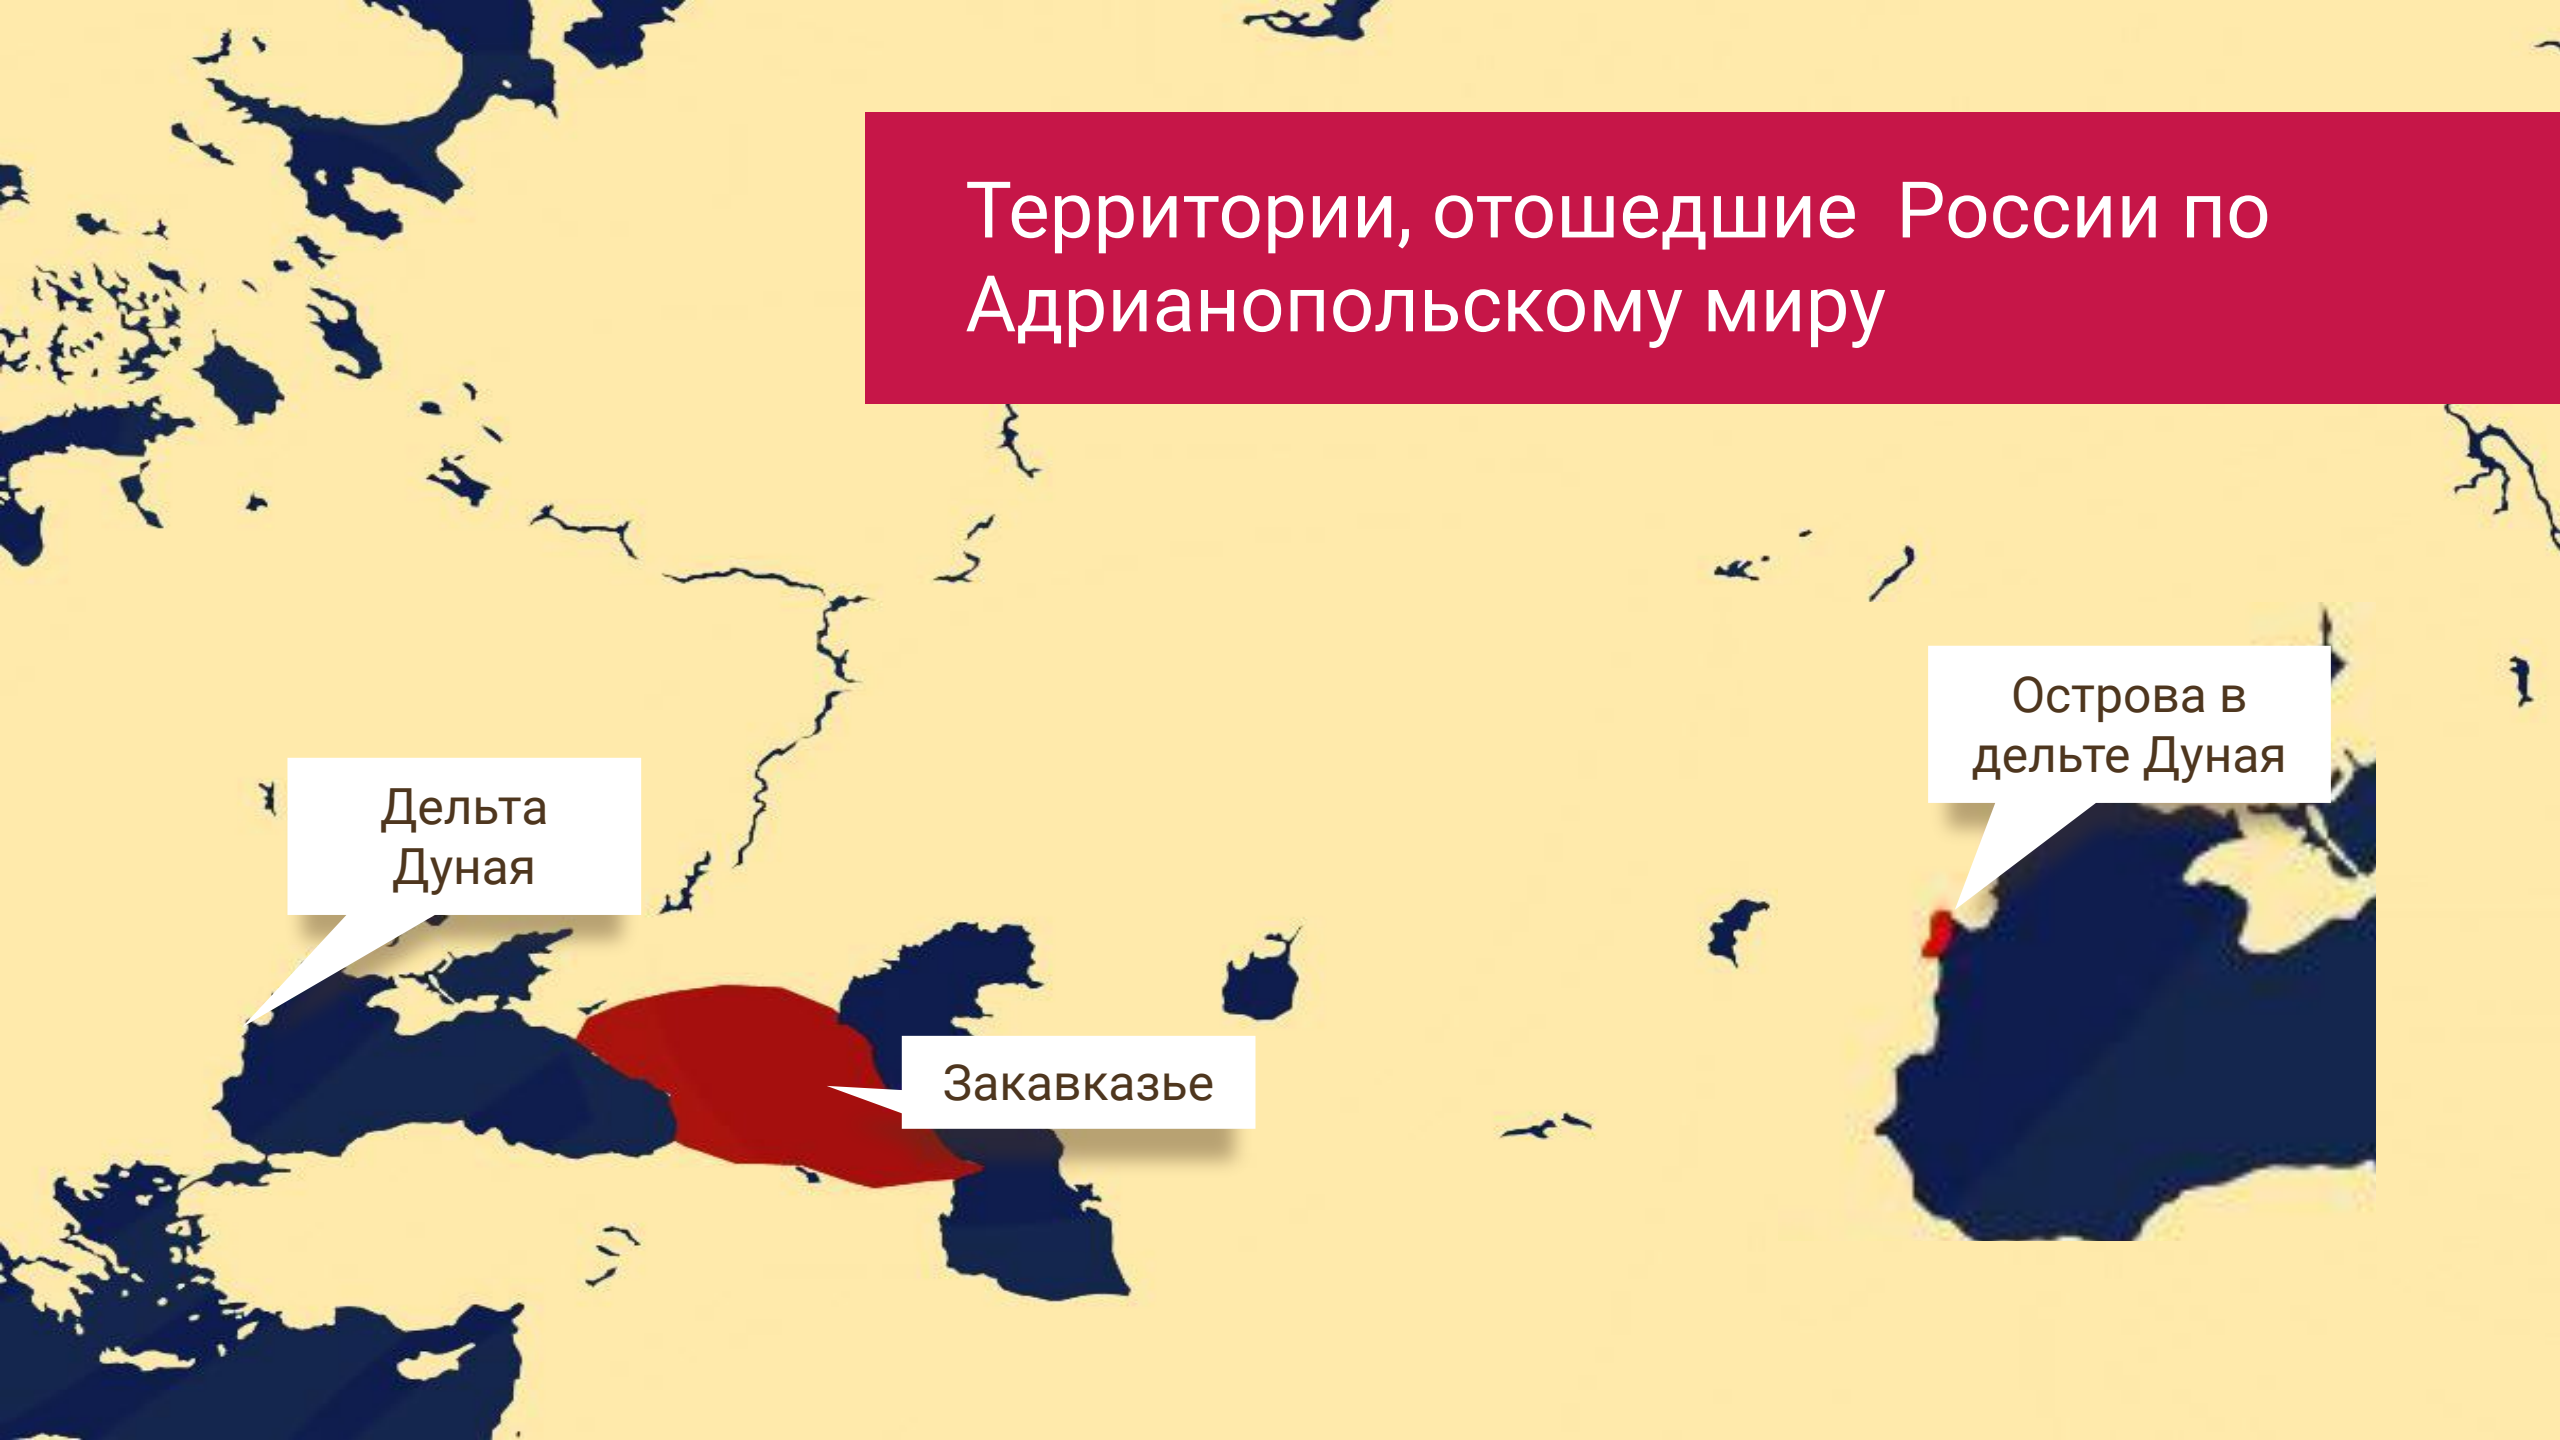 Территории, отошедшие  России по
Адрианопольскому миру
Острова в
дельте Дуная
Дельта
Дуная
Закавказье